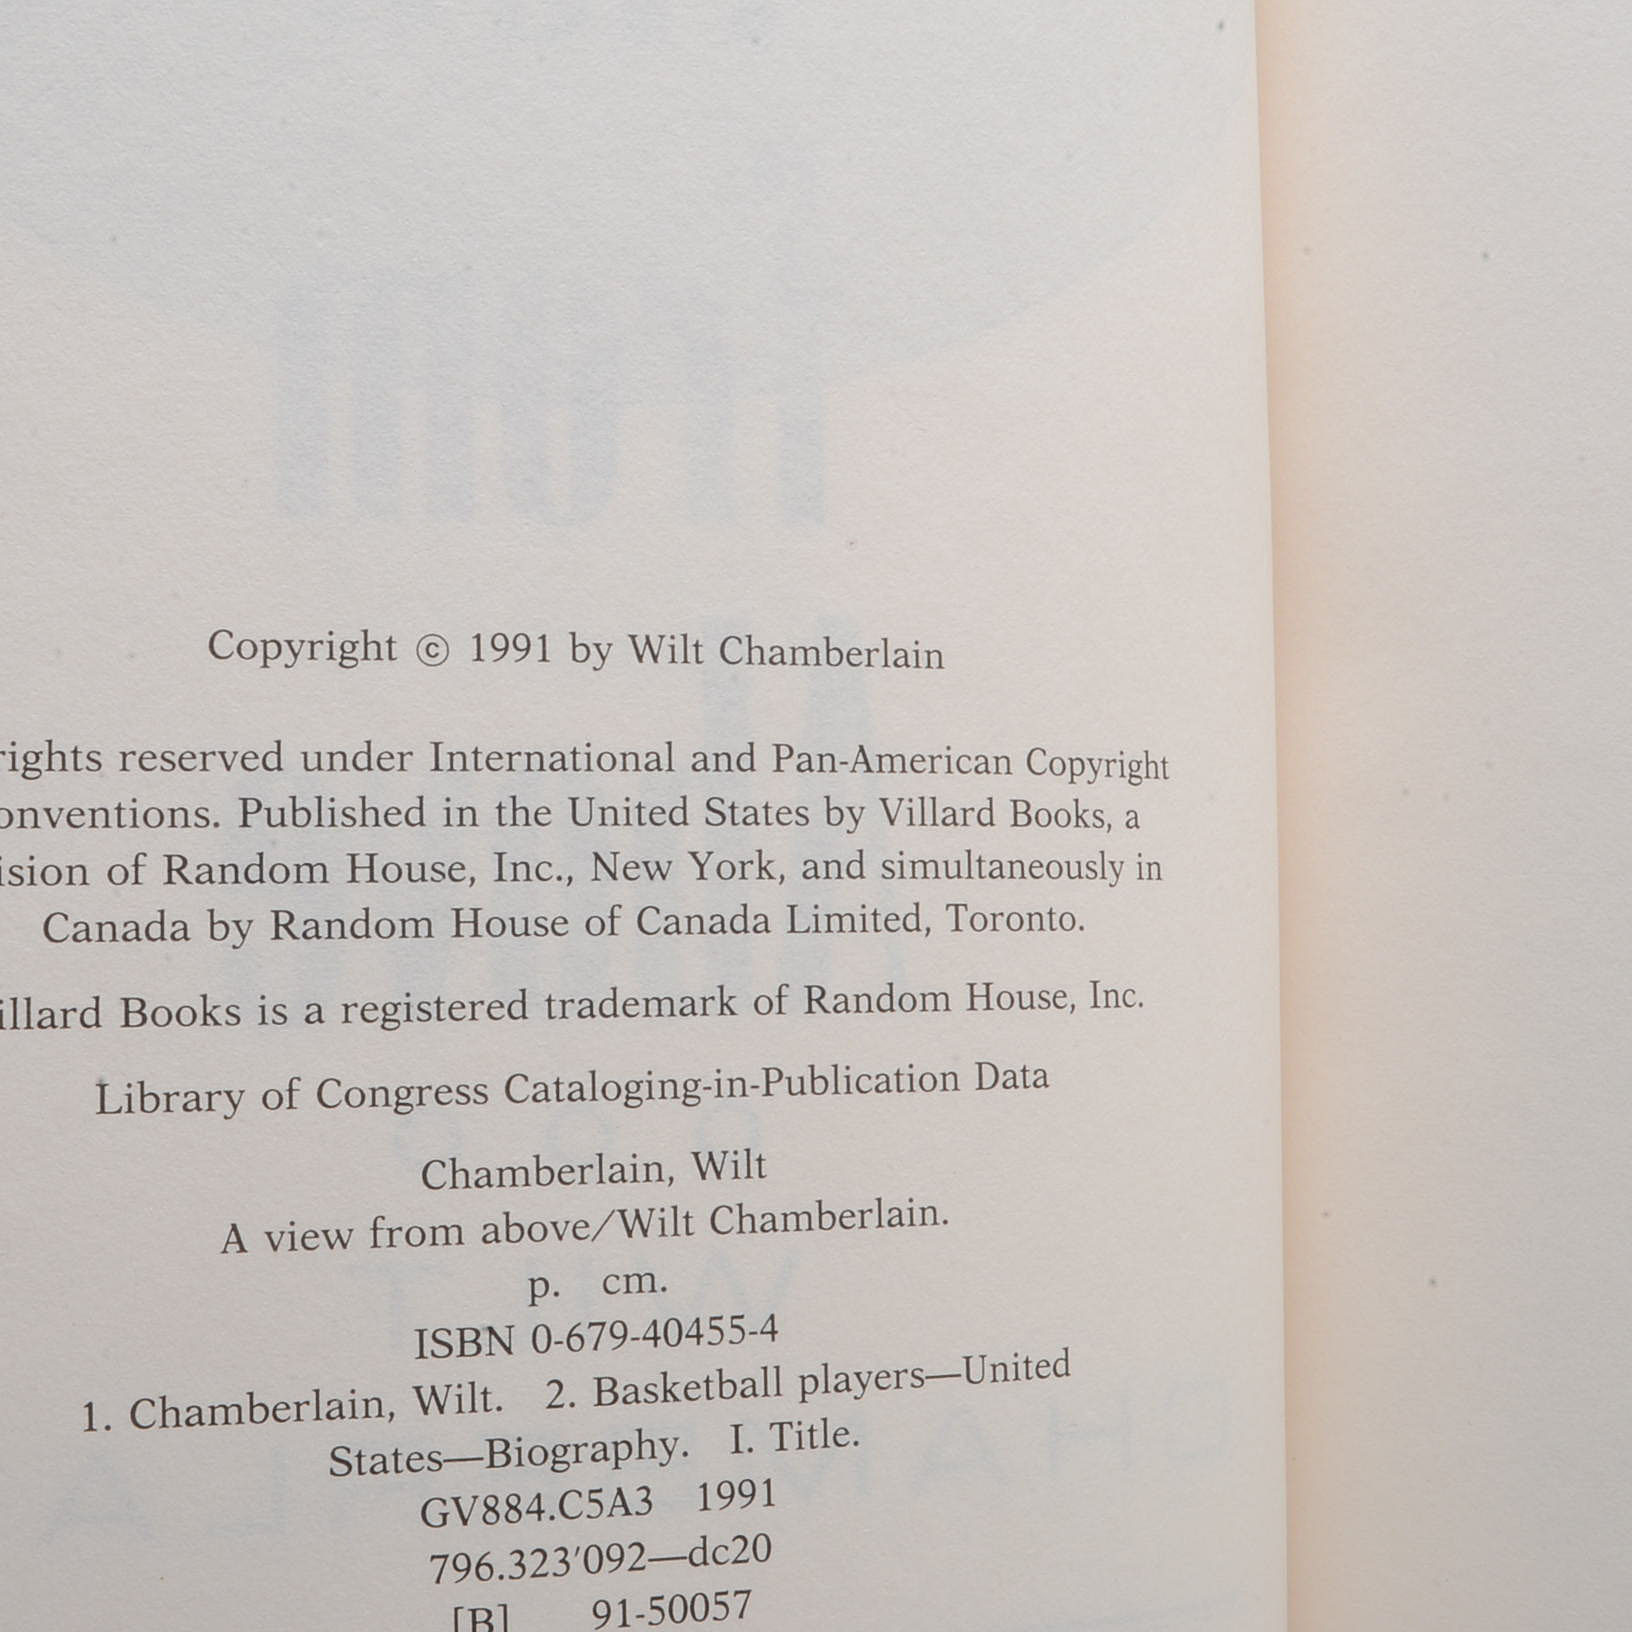 Copyright © 1991 by Wilt Chamberlain
rights reserved under International and Pan-American Copyright
onventions. Published in the United States by Villard Books, a
ision of Random House, Inc., New York, and simultaneously in
Canada by Random House of Canada Limited, Toronto.
illard Books is a registered trademark of Random House, Inc.
Library of Congress Cataloging-in-Publication Data
Chamberlain, Wilt
A view from above/Wilt Chamberlain.
p. cm.
ISBN 0-679-40455-4
1. Chamberlain, Wilt. 2. Basketball players—United
States—Biography. I. Title.
GV884.C5A3 1991
796.323′092—dc20
[B] 91-50057